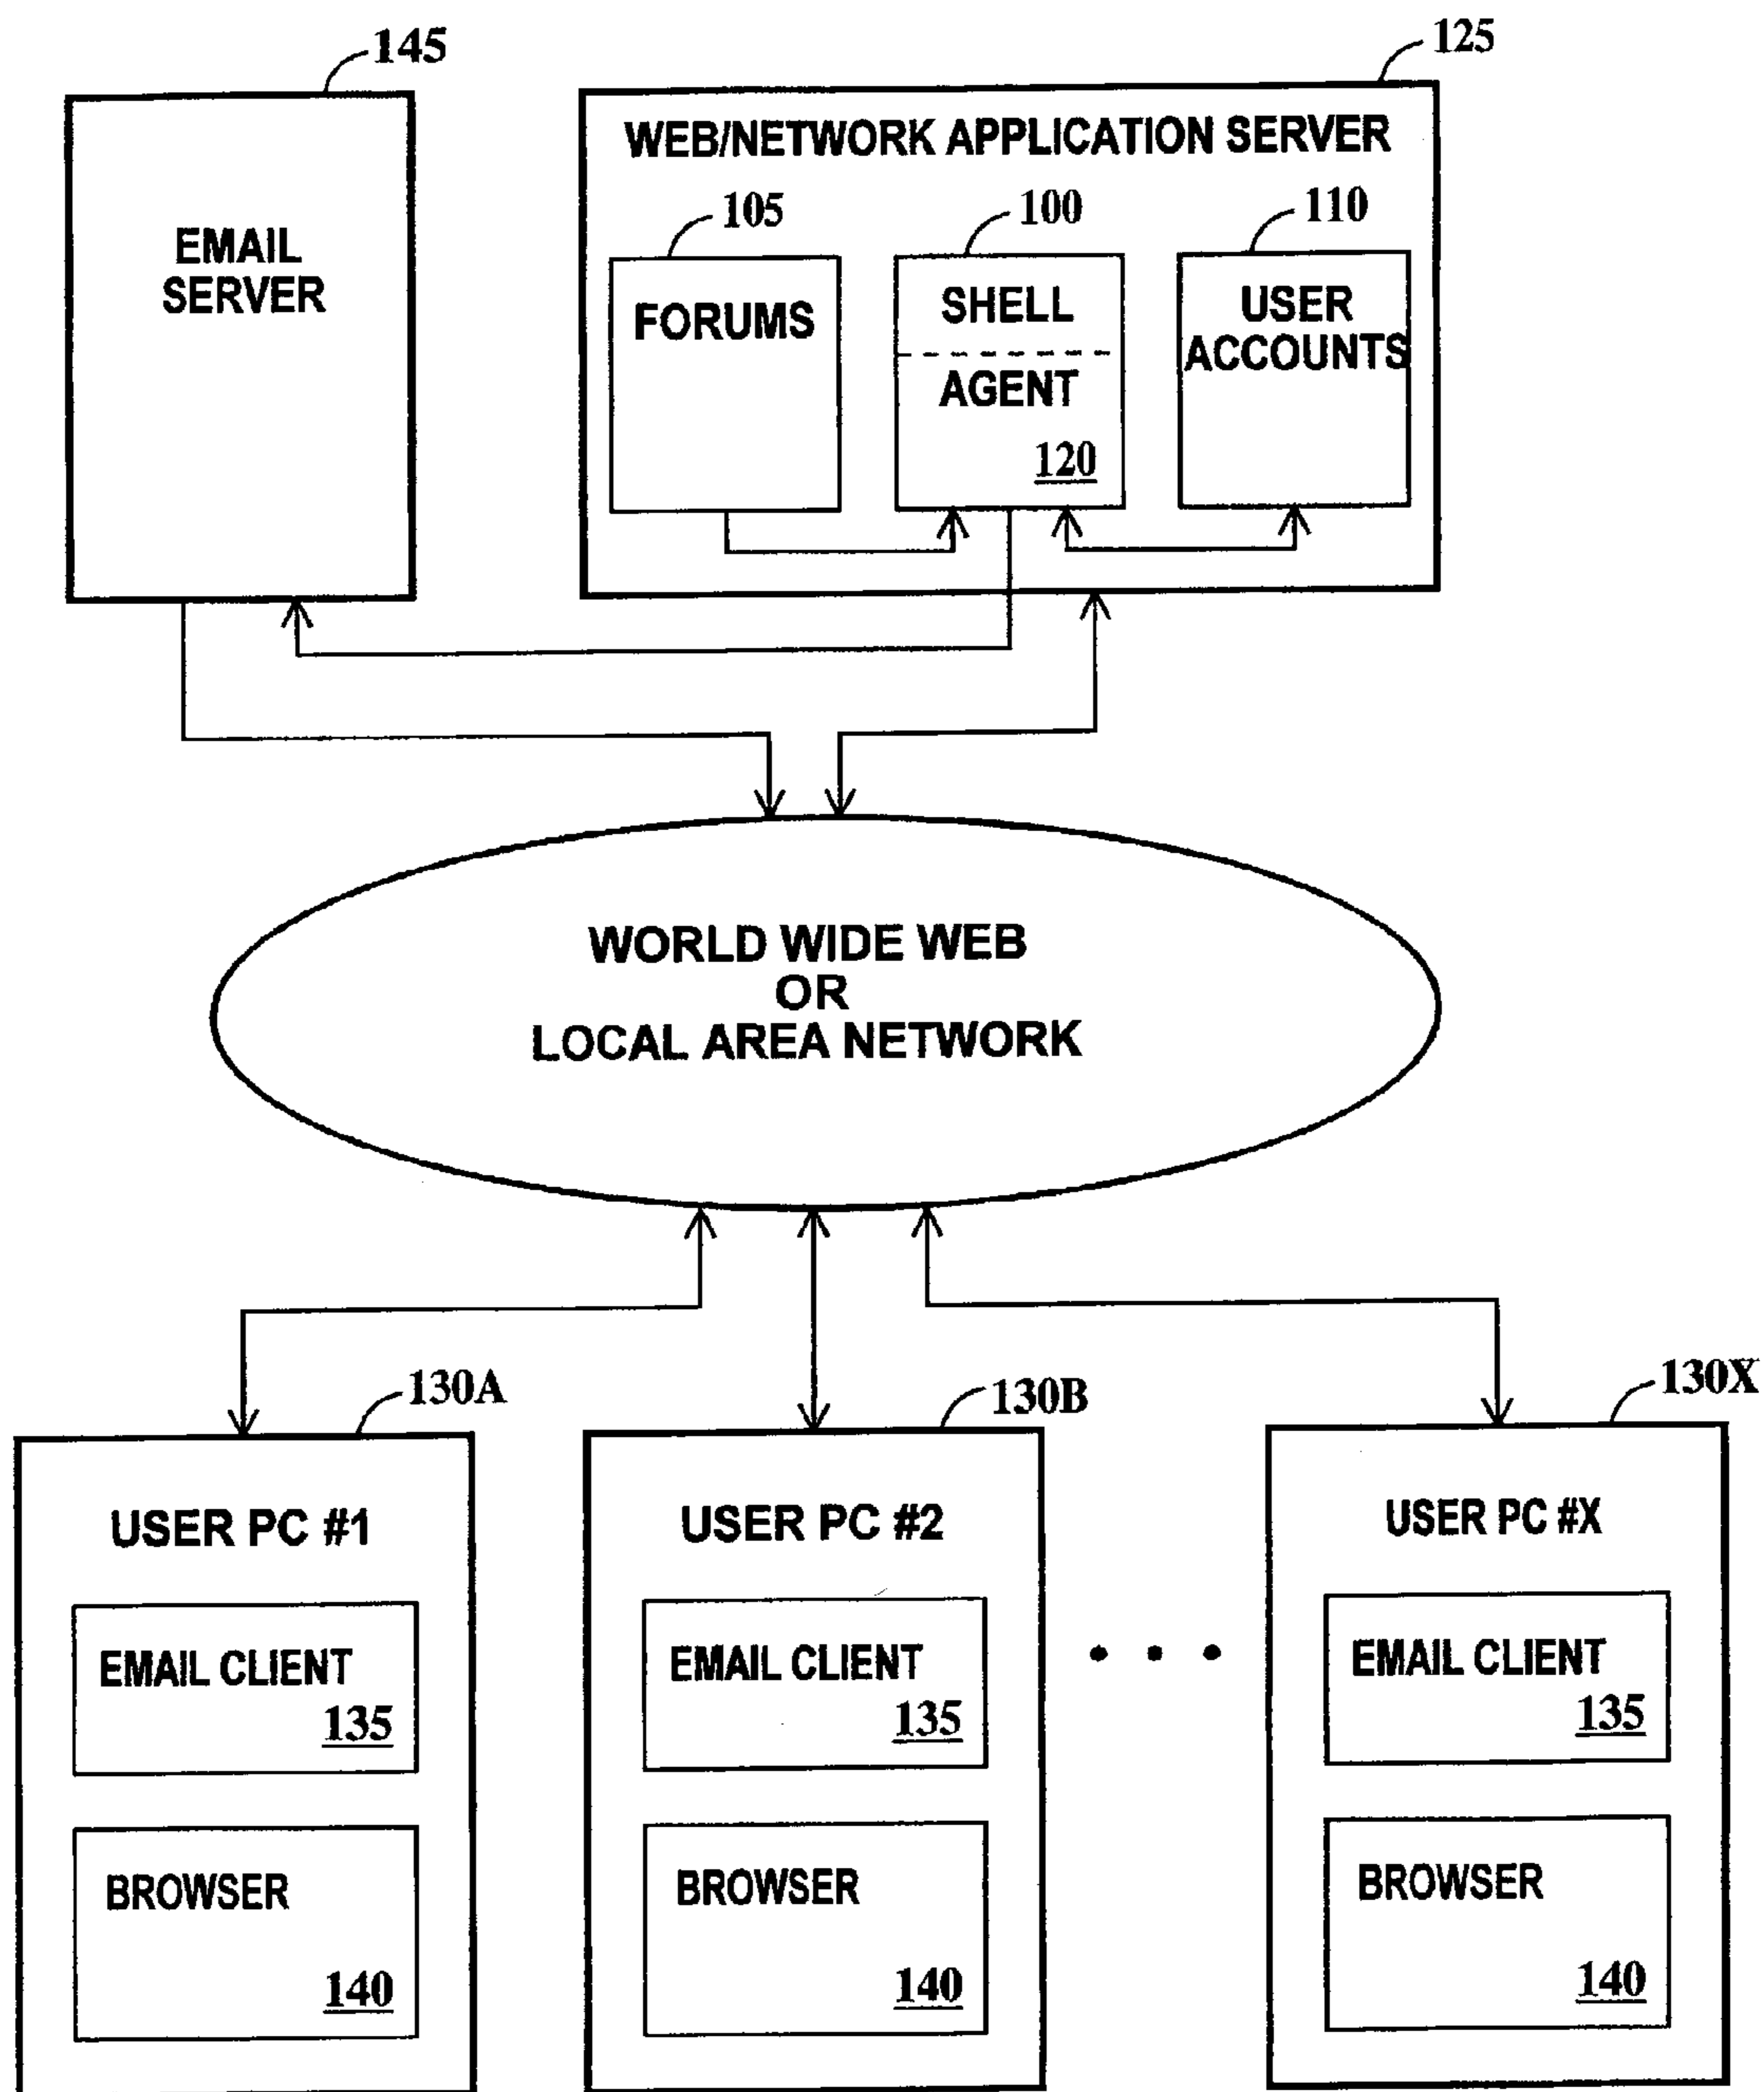 145
125
EMAIL
SERVER
WEB/NETWORK APPLICATION SERVER
105
100
110
FORUMS
SHELL
AGENT
120
USER
ACCOUNTS
WORLD WIDE WEB
OR
LOCAL AREA NETWORK
130A
130B
130X
USER PC #1
EMAIL CLIENT
135
BROWSER
140
USER PC #2
EMAIL CLIENT
135
BROWSER
140
USER PC #X
EMAIL CLIENT
135
BROWSER
140